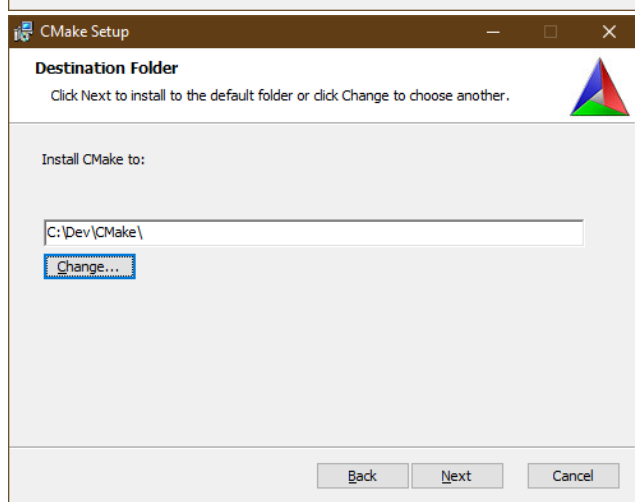 CMake Setup
Destination Folder
Click Next to install to the default folder or click Change to choose another.
Install CMake to:
C:\Dev\CMake\
Change...
Back Next Cancel